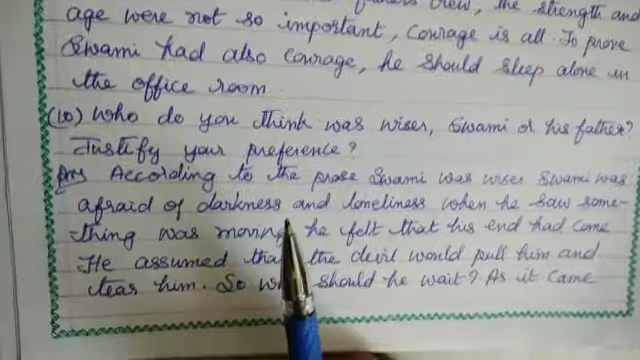 view, the strength and
age were not so important, Courage is all. To prove
Swami had also courage, he should sleep alone in
the office room.
(10) Who do you think was wiser, Swami or his father?
Justify your preference?
Ans According to the prose Swami was wiser Swami was
afraid of darkness and loneliness when he saw some-
thing was moving he felt that his end had come
He assumed that the devil would pull him and
tear him. So should he wait? As it came